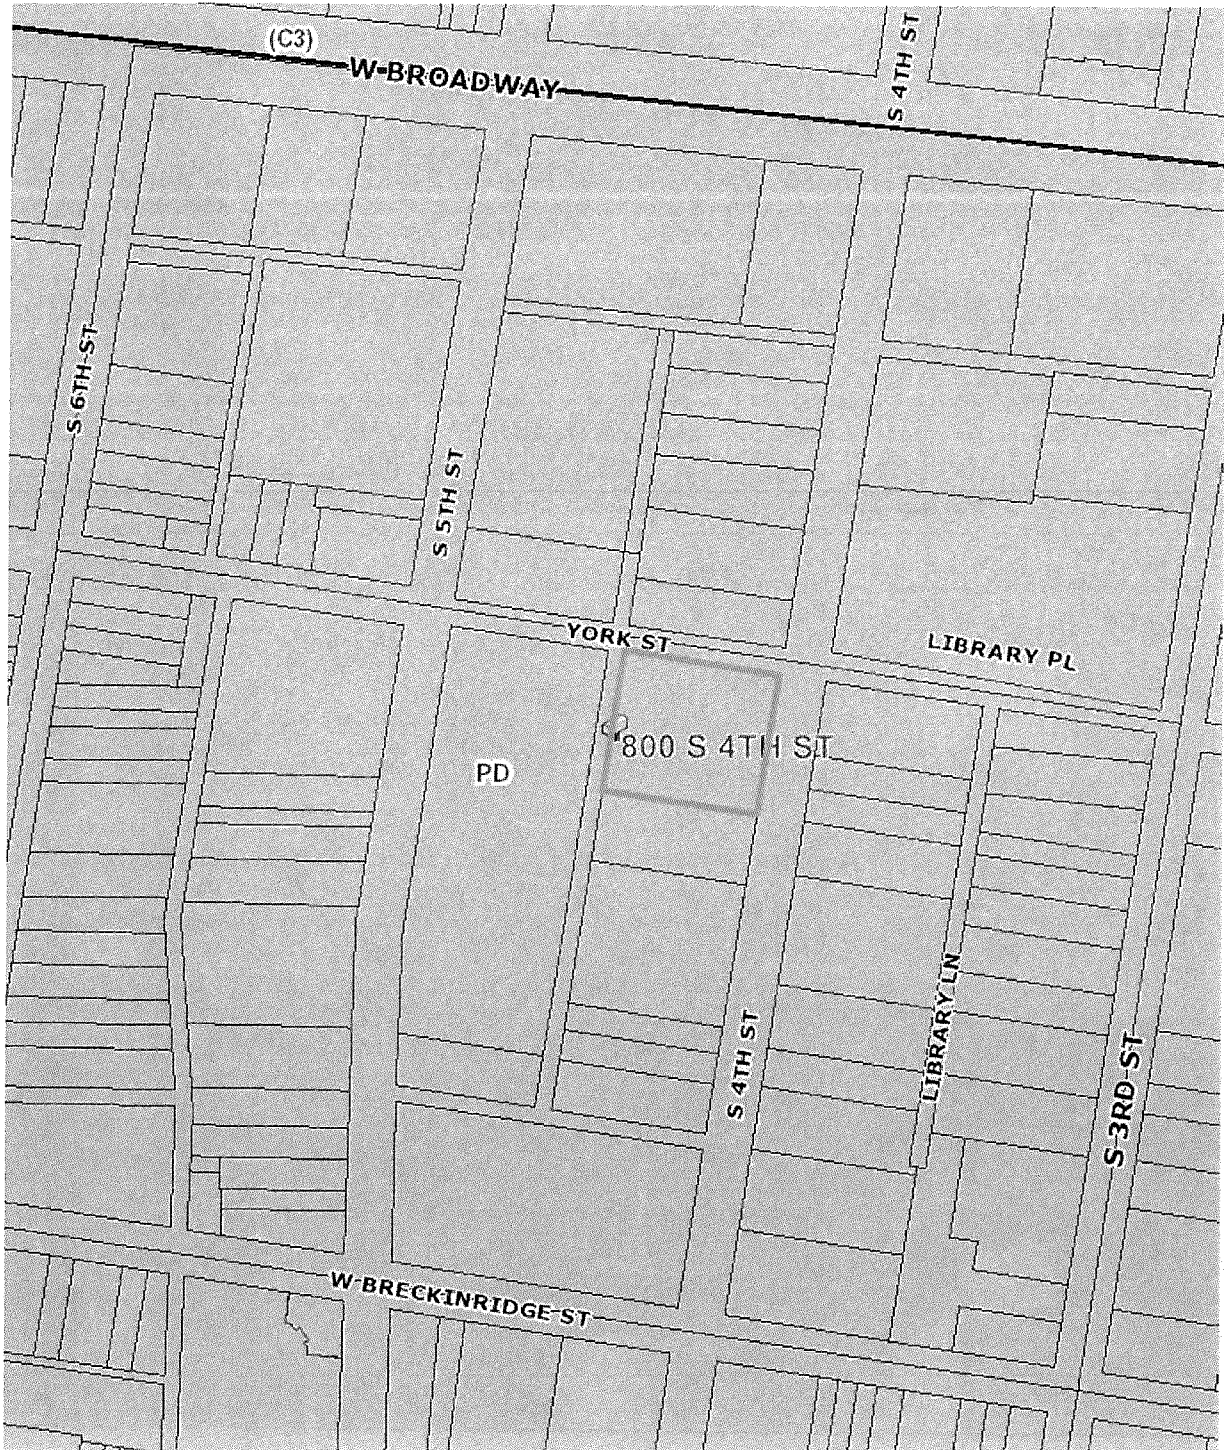 (C3)
W BROADWAY
S 4TH ST
S 6TH ST
S 5TH ST
YORK ST
LIBRARY PL
800 S 4TH ST
PD
LIBRARY LN
S 4TH ST
S 3RD ST
W BRECKINRIDGE ST